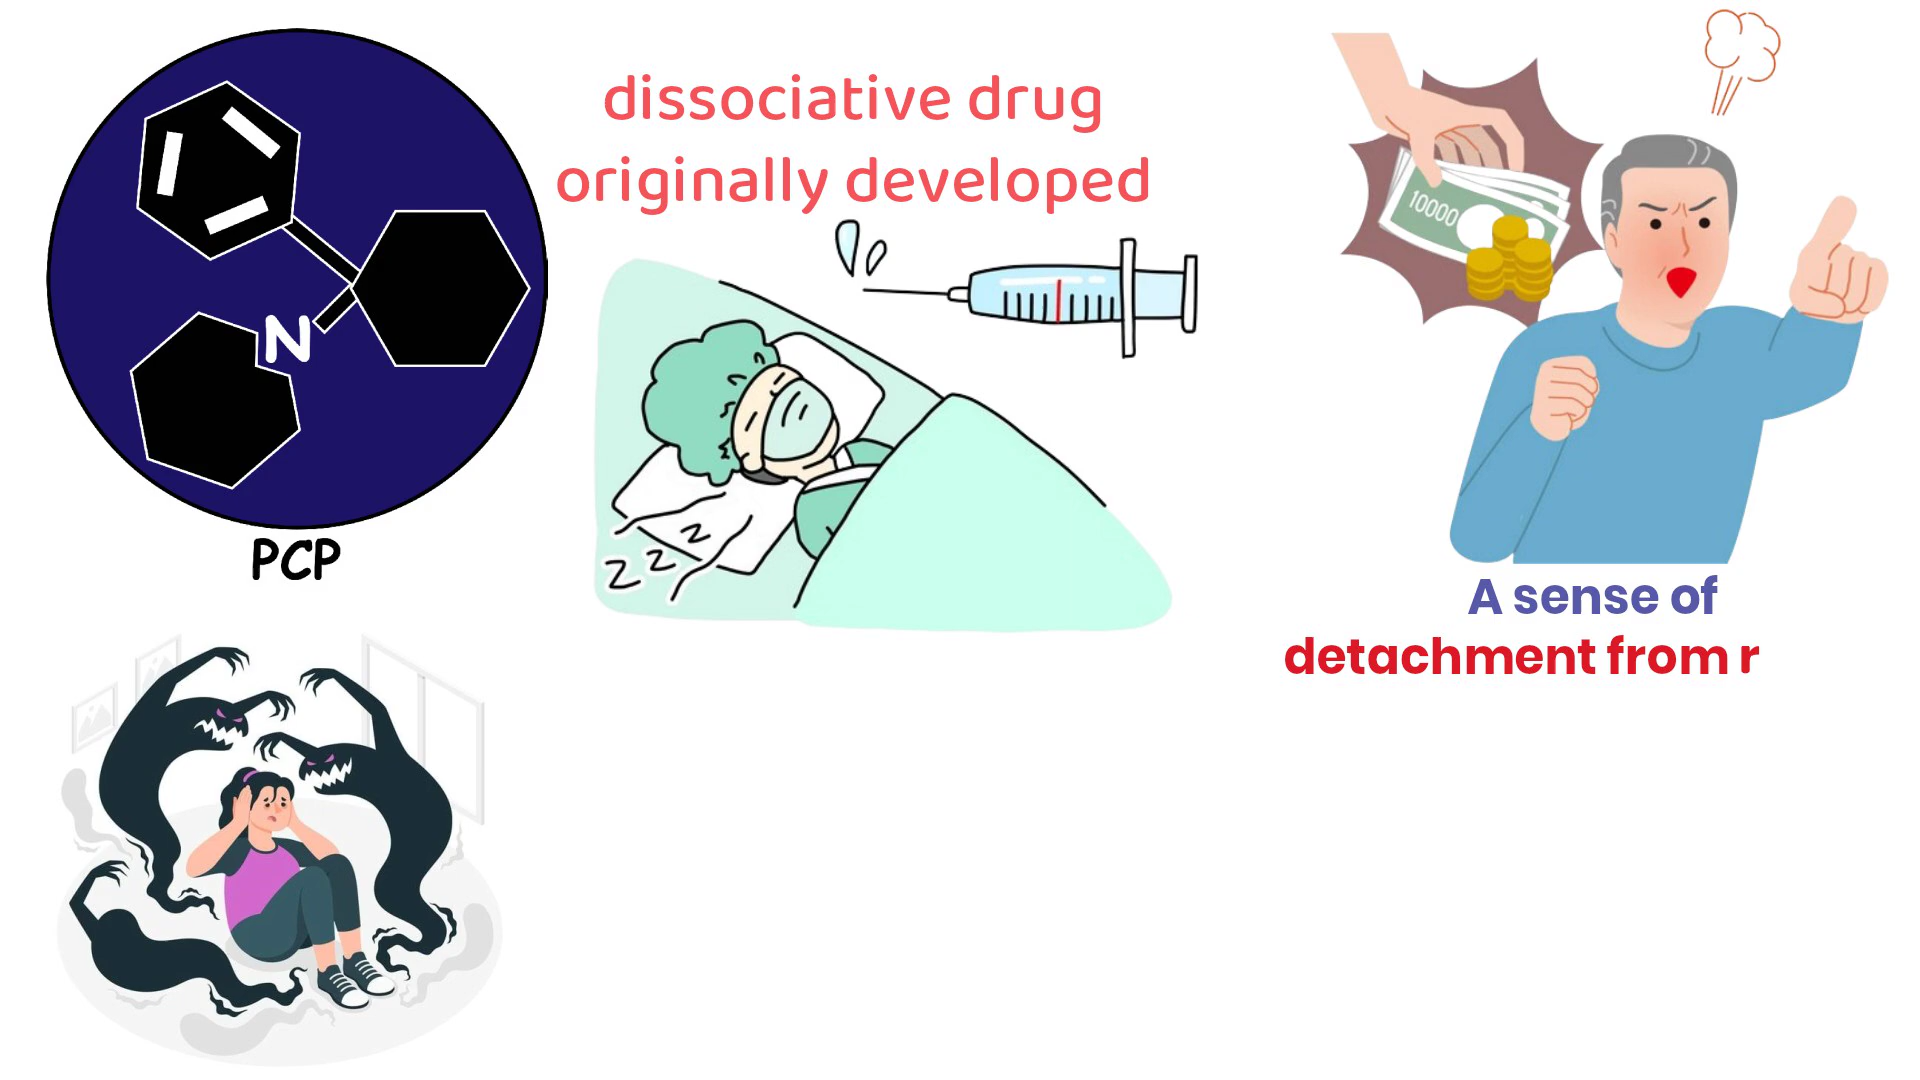 dissociative drug
originally developed
10000
N
PCP
z z z
A sense of
detachment from r